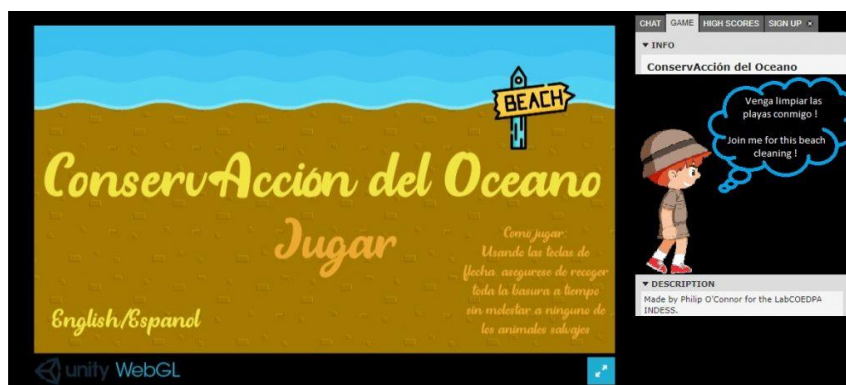 BEACH
ConservAcción del Oceano
Jugar
Como jugar:
Usando las teclas de
flecha, asegurese de recoger
toda la basura a tiempo
sin molestar a ninguno de
los animales salvajes
English/Espanol
unity WebGL
CHAT GAME HIGH SCORES SIGN UP ×
▼ INFO
ConservAcción del Oceano
Venga limpiar las
playas conmigo !
Join me for this beach
cleaning !
▼ DESCRIPTION
Made by Philip O'Connor for the LabCOEDPA
INDESS.